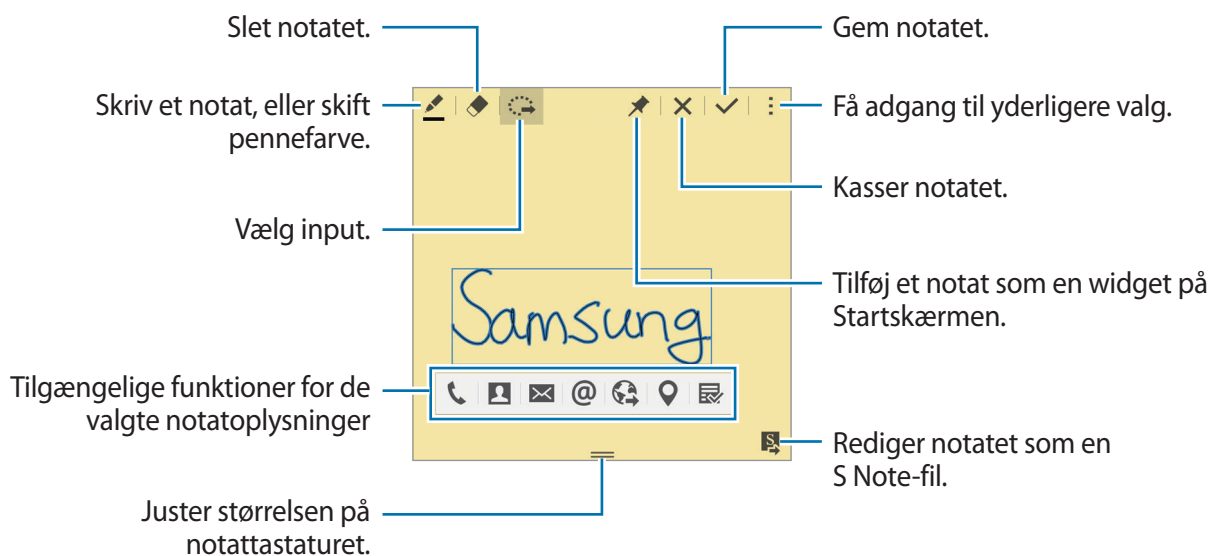 Slet notatet.
Gem notatet.
Skriv et notat, eller skift
pennefarve.
Få adgang til yderligere valg.
Kasser notatet.
Vælg input.
Tilføj et notat som en widget på
Startskærmen.
Samsung
Tilgængelige funktioner for de
valgte notatoplysninger
@
S
Rediger notatet som en
S Note-fil.
Juster størrelsen på
notattastaturet.